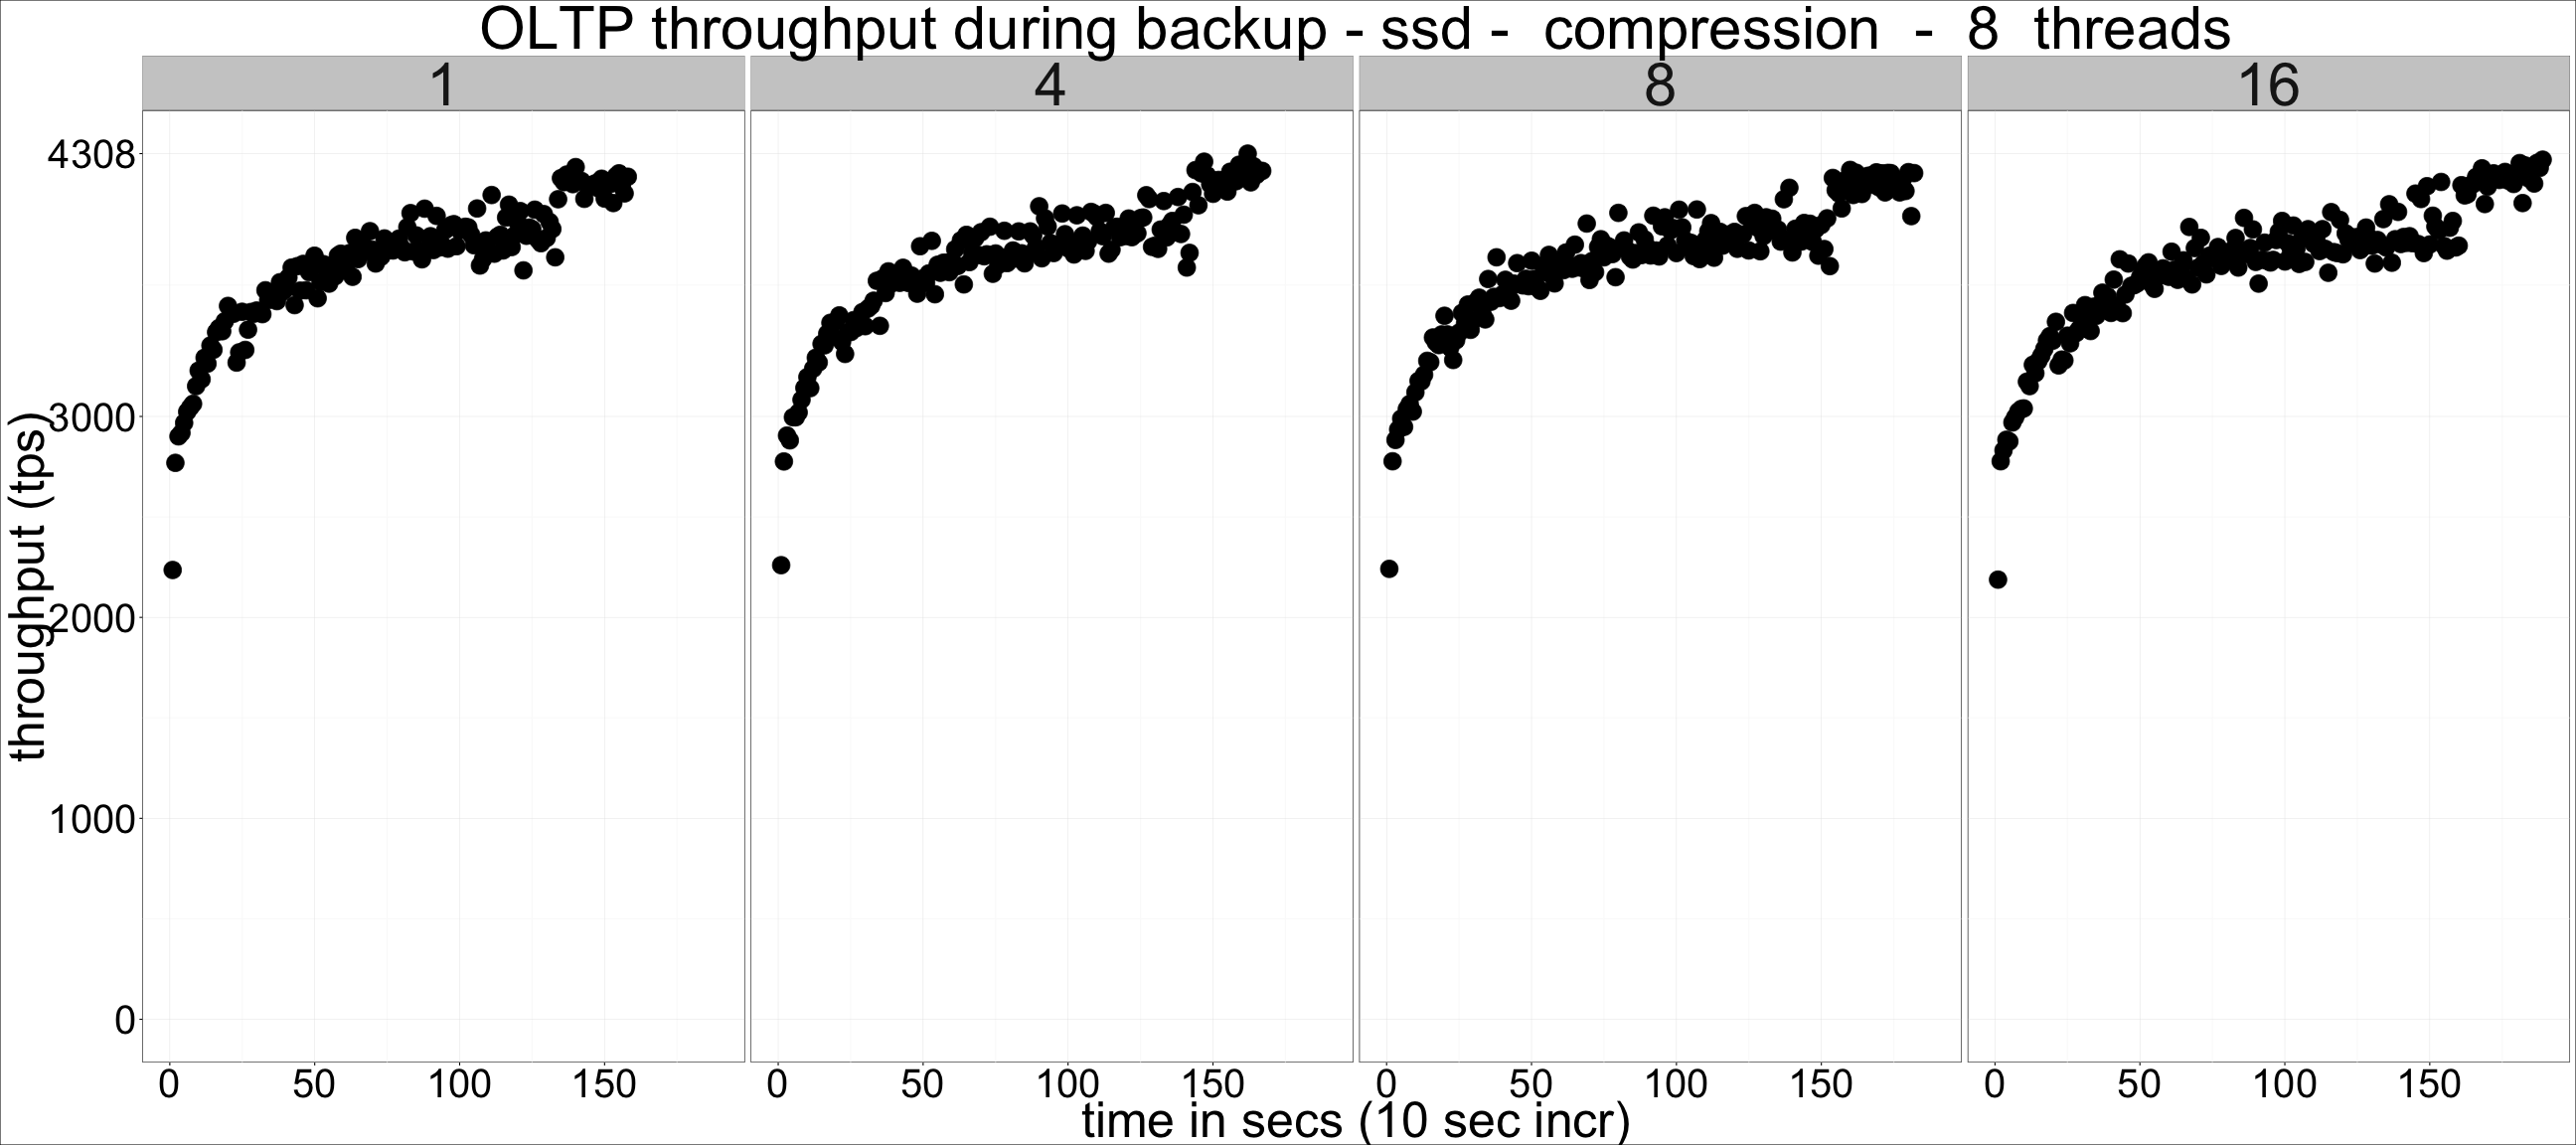 OLTP throughput during backup - ssd - compression - 8 threads
1 4 8 16
throughput (tps)
4308
3000
2000
1000
0
0 50 100 150 0 50 100 150 0 50 100 150 0 50 100 150
time in secs (10 sec incr)